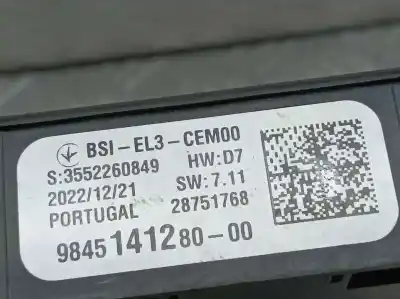 BSI-EL3-CEM00
S:3552260849 HW:D7
2022/12/21 SW:7.11
PORTUGAL 28751768
9845141280-00